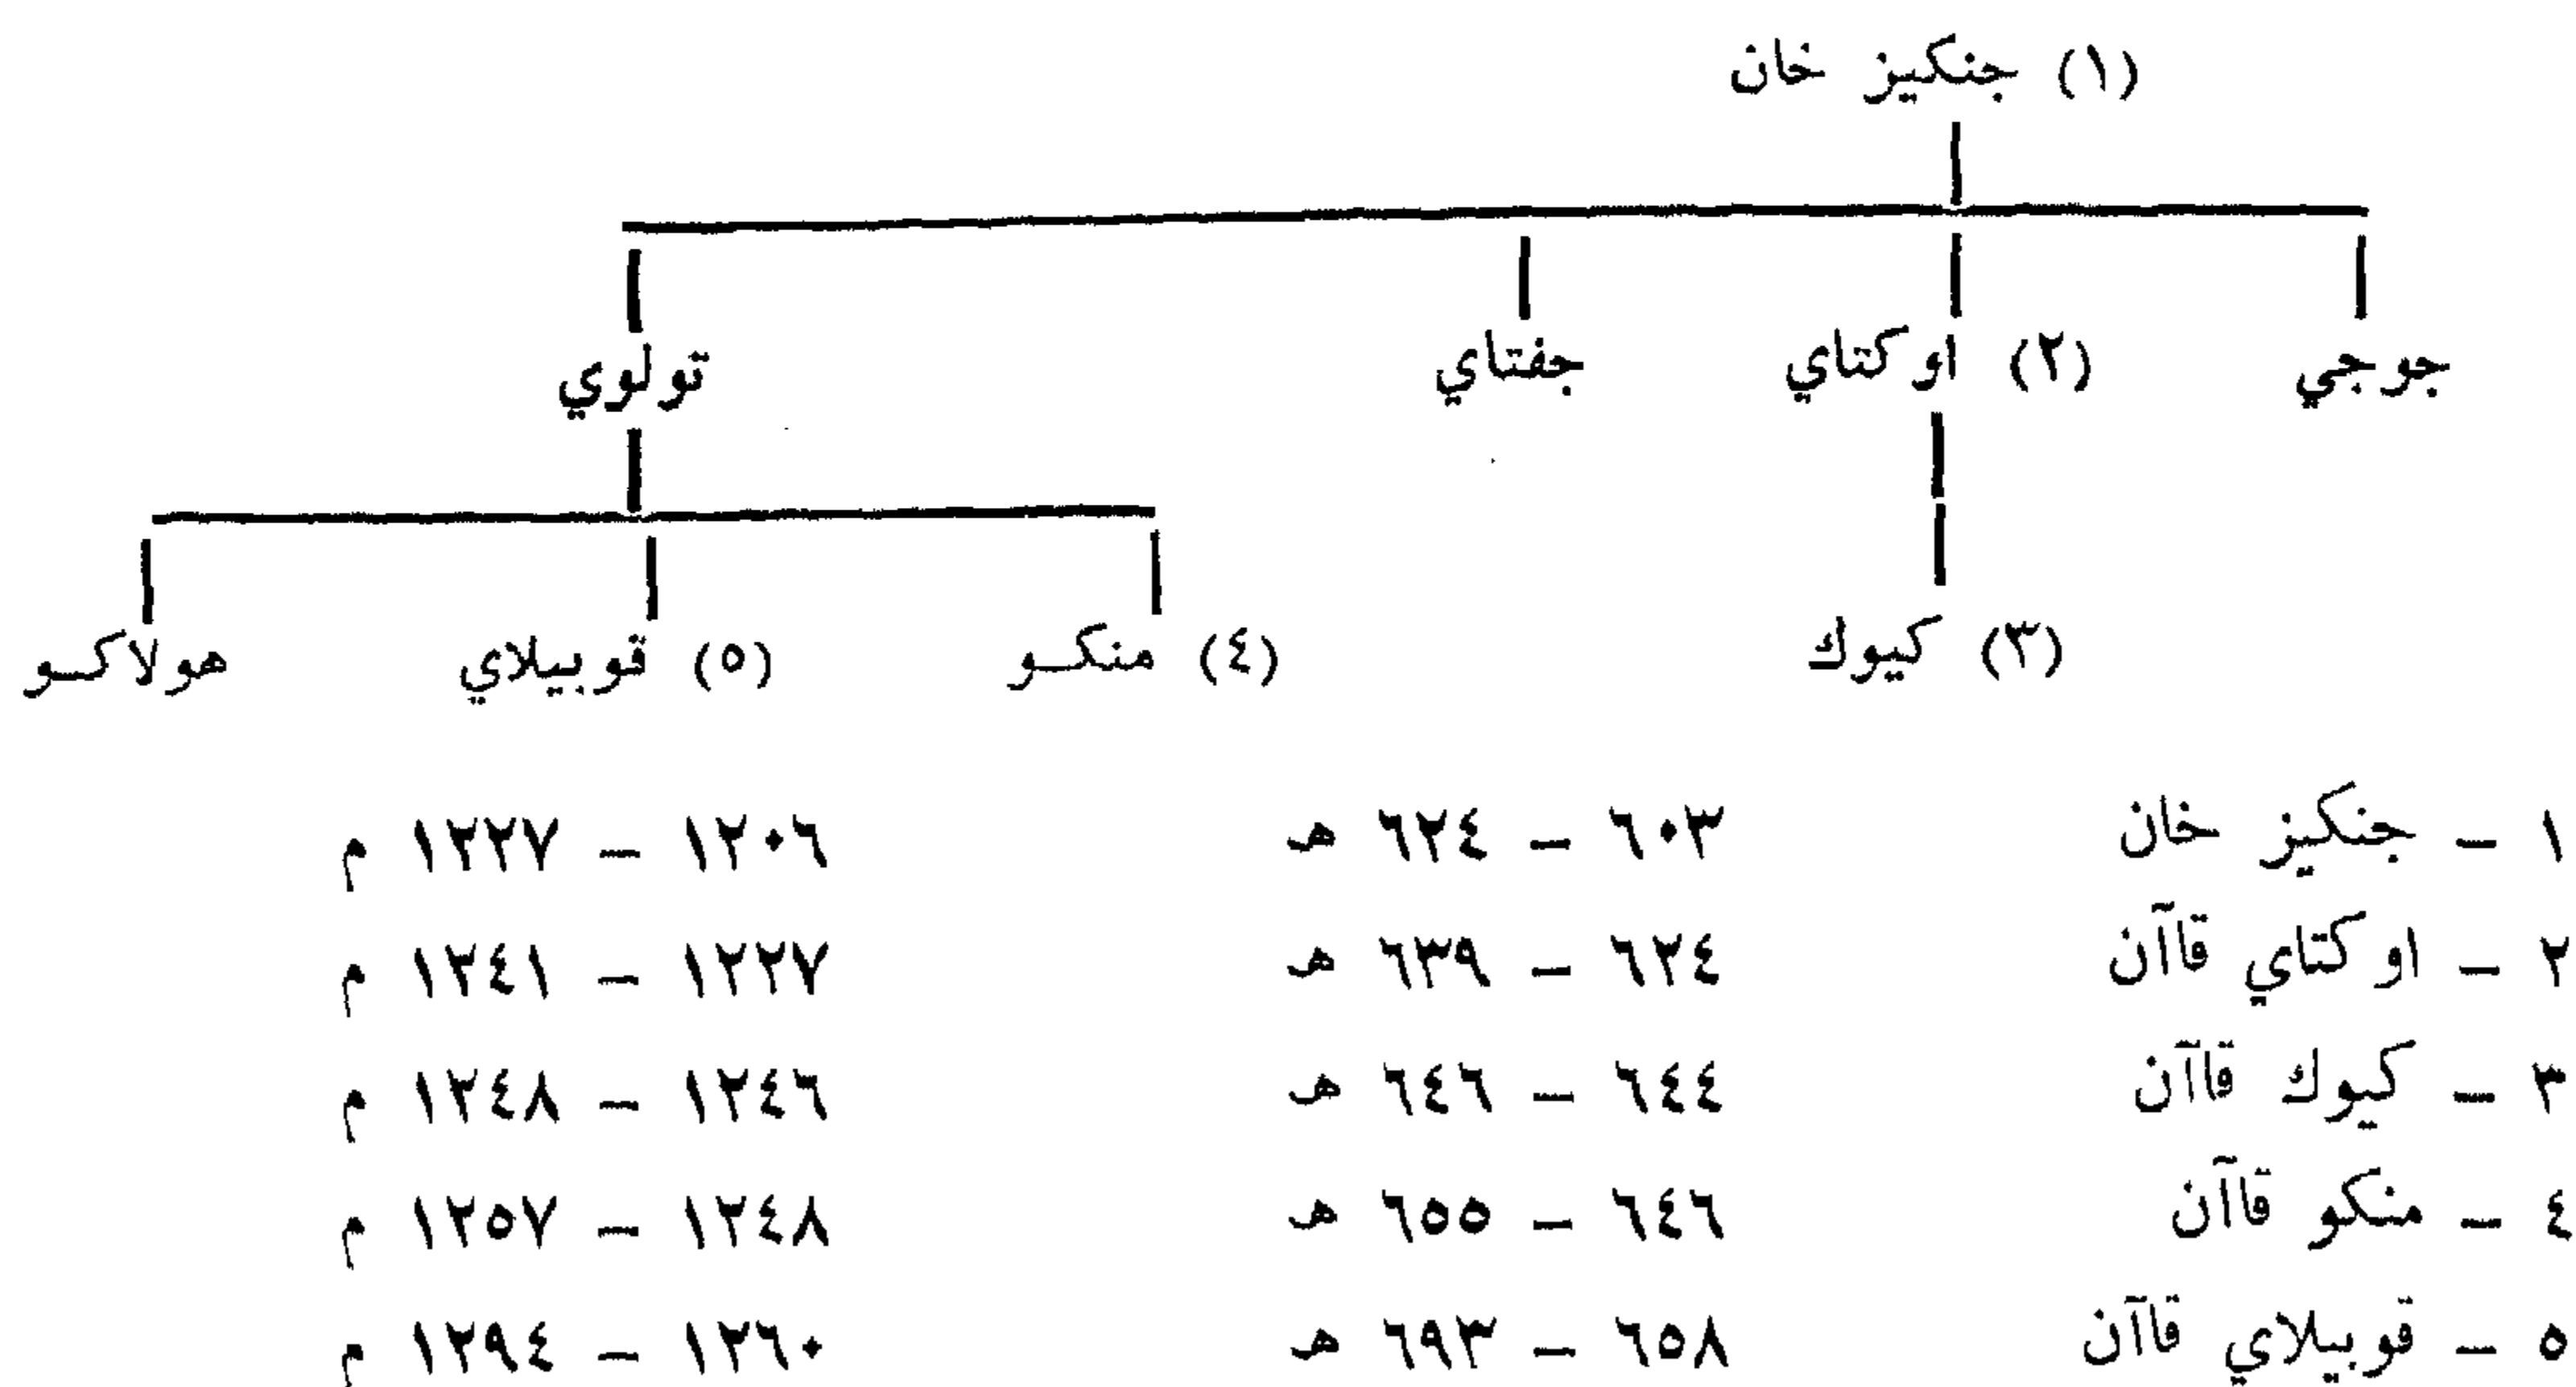 (١) جنكيز خان
جوجي (٢) اوكتاي جفتاي تولوي
(٣) كيوك (٤) منكو (٥) قوبيلاي هولاكو
١ – جنكيز خان ٦٠٣ – ٦٢٤ هـ ١٢٠٦ – ١٢٢٧ م
٢ – اوكتاي قاآن ٦٢٤ – ٦٣٩ هـ ١٢٢٧ – ١٢٤١ م
٣ – كيوك قاآن ٦٤٤ – ٦٤٦ هـ ١٢٤٦ – ١٢٤٨ م
٤ – منكو قاآن ٦٤٦ – ٦٥٥ هـ ١٢٤٨ – ١٢٥٧ م
٥ – قوبيلاي قاآن ٦٥٨ – ٦٩٣ هـ ١٢٦٠ – ١٢٩٤ م